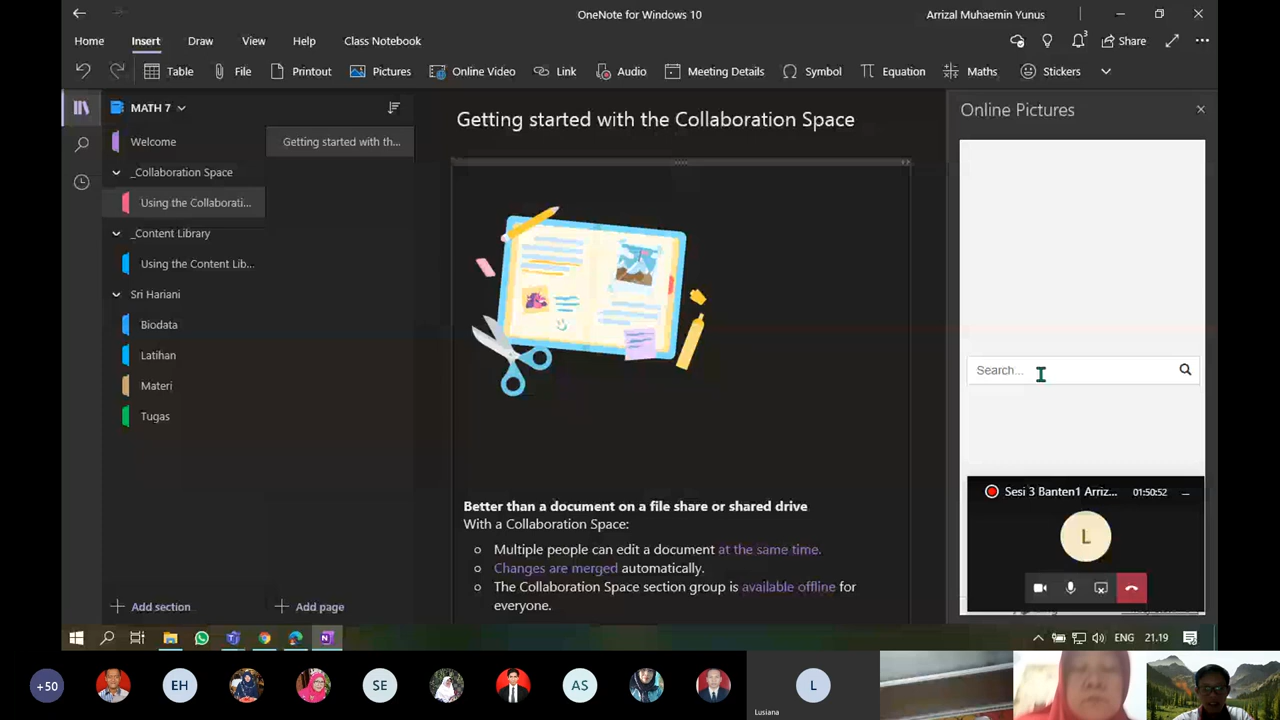 OneNote for Windows 10
Arrizal Muhaemin Yunus
Home Insert Draw View Help Class Notebook
3 Share
Table File Printout Pictures Online Video Link Audio Meeting Details Symbol Equation Maths Stickers
MATH 7
Welcome
_Collaboration Space
Using the Collaborati...
_Content Library
Using the Content Lib...
Sri Hariani
Biodata
Latihan
Materi
Tugas
Add section
Getting started with th...
Add page
Getting started with the Collaboration Space
Better than a document on a file share or shared drive
With a Collaboration Space:
Multiple people can edit a document at the same time.
Changes are merged automatically.
The Collaboration Space section group is available offline for
everyone.
Online Pictures
Search...
Sesi 3 Banten1 Arriz... 01:50:52
L
ENG 21.19
+50 EH SE AS L
Lusiana